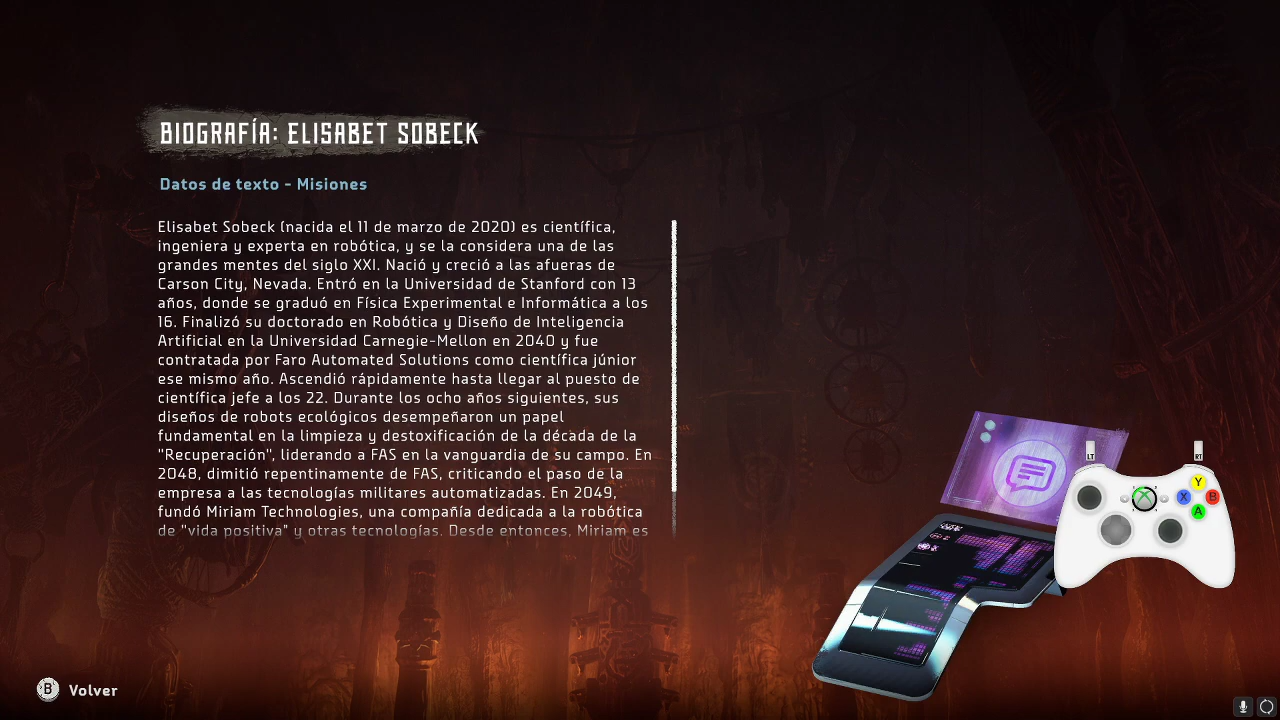 BIOGRAFÍA: ELISABET SOBECK
Datos de texto - Misiones
Elisabet Sobeck (nacida el 11 de marzo de 2020) es científica,
ingeniera y experta en robótica, y se la considera una de las
grandes mentes del siglo XXI. Nació y creció a las afueras de
Carson City, Nevada. Entró en la Universidad de Stanford con 13
años, donde se graduó en Física Experimental e Informática a los
16. Finalizó su doctorado en Robótica y Diseño de Inteligencia
Artificial en la Universidad Carnegie-Mellon en 2040 y fue
contratada por Faro Automated Solutions como científica júnior
ese mismo año. Ascendió rápidamente hasta llegar al puesto de
científica jefe a los 22. Durante los ocho años siguientes, sus
diseños de robots ecológicos desempeñaron un papel
fundamental en la limpieza y destoxificación de la década de la
"Recuperación", liderando a FAS en la vanguardia de su campo. En
2048, dimitió repentinamente de FAS, criticando el paso de la
empresa a las tecnologías militares automatizadas. En 2049,
fundó Miriam Technologies, una compañía dedicada a la robótica
de "vida positiva" y otras tecnologías. Desde entonces, Miriam es
LT
RT
Y
X
B
A
B Volver